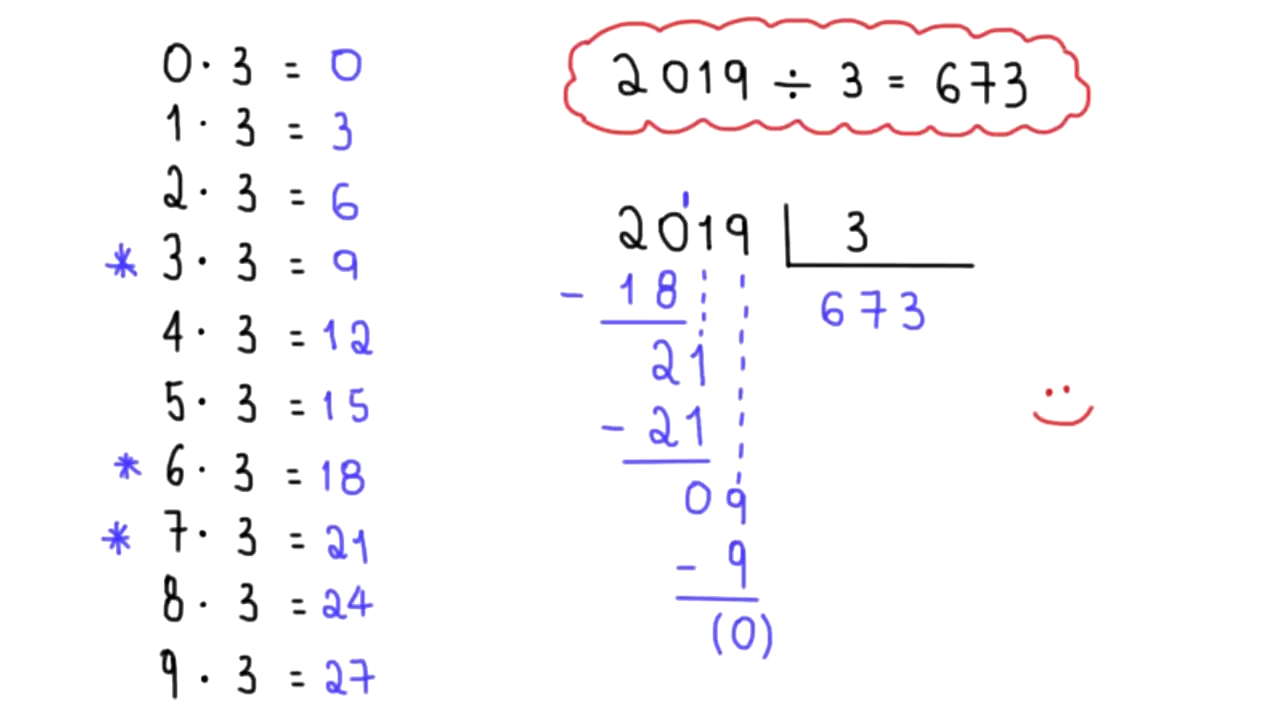 0 · 3 = 0
1 · 3 = 3
2 · 3 = 6
* 3 · 3 = 9
4 · 3 = 12
5 · 3 = 15
* 6 · 3 = 18
* 7 · 3 = 21
8 · 3 = 24
9 · 3 = 27
2019 ÷ 3 = 673
20'19 3
- 18 673
21
- 21
09
- 9
(0)